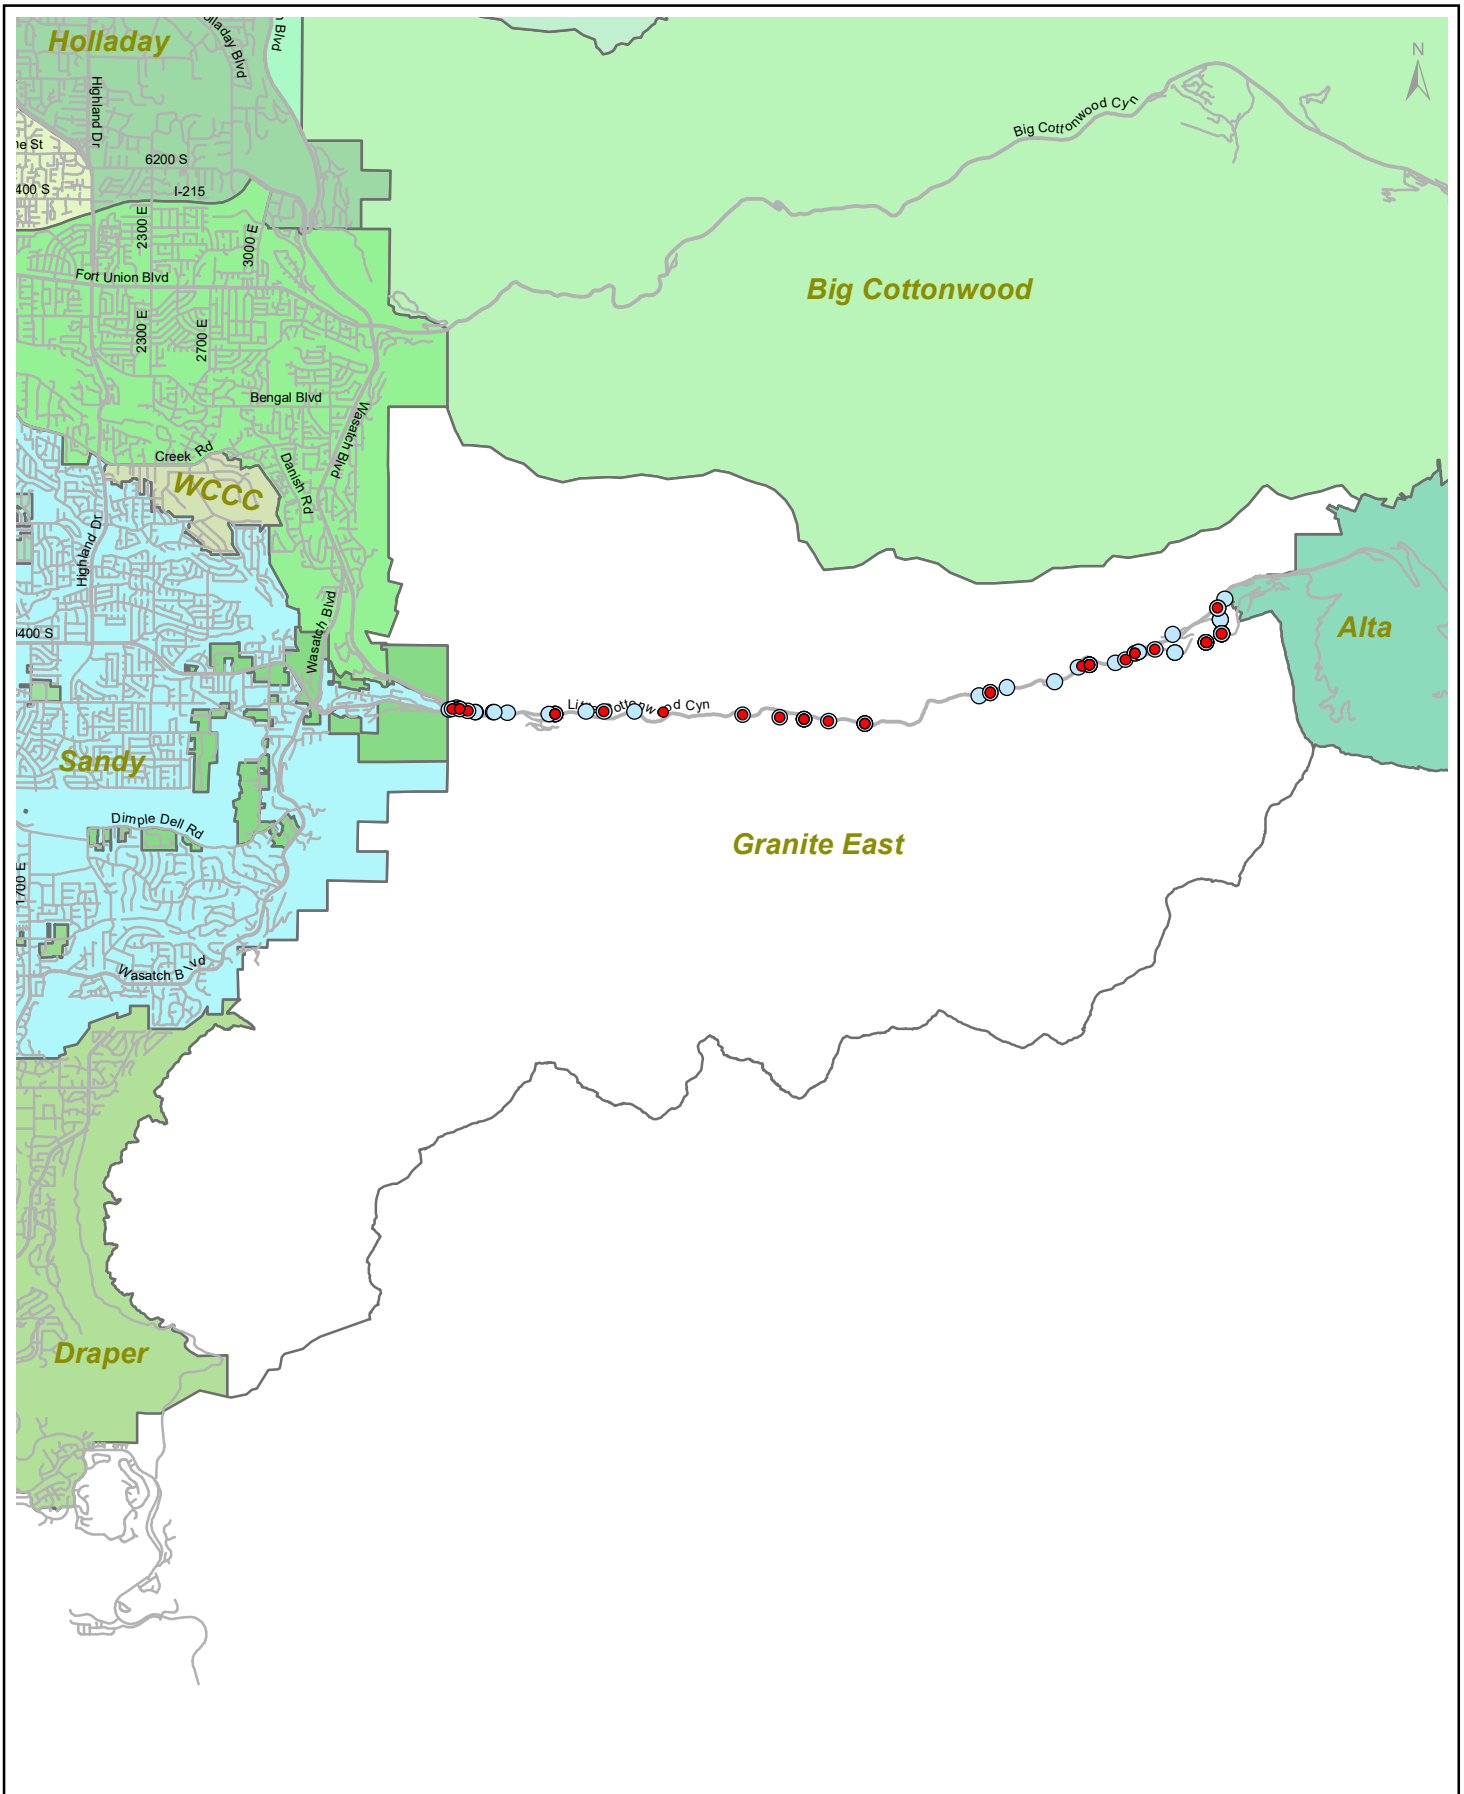 Holladay
Blvd
N
Highland Dr
Big Cottonwood Cyn
6200 S
I-215
2300 E
3000 E
Fort Union Blvd
Big Cottonwood
2300 E
2700 E
Bengal Blvd
Wasatch Blvd
Creek Rd
Danish Rd
WCCC
Highland Dr
Wasatch Blvd
Alta
Cyn
Sandy
Dimple Dell Rd
Granite East
1700 E
Wasatch Blvd
Draper